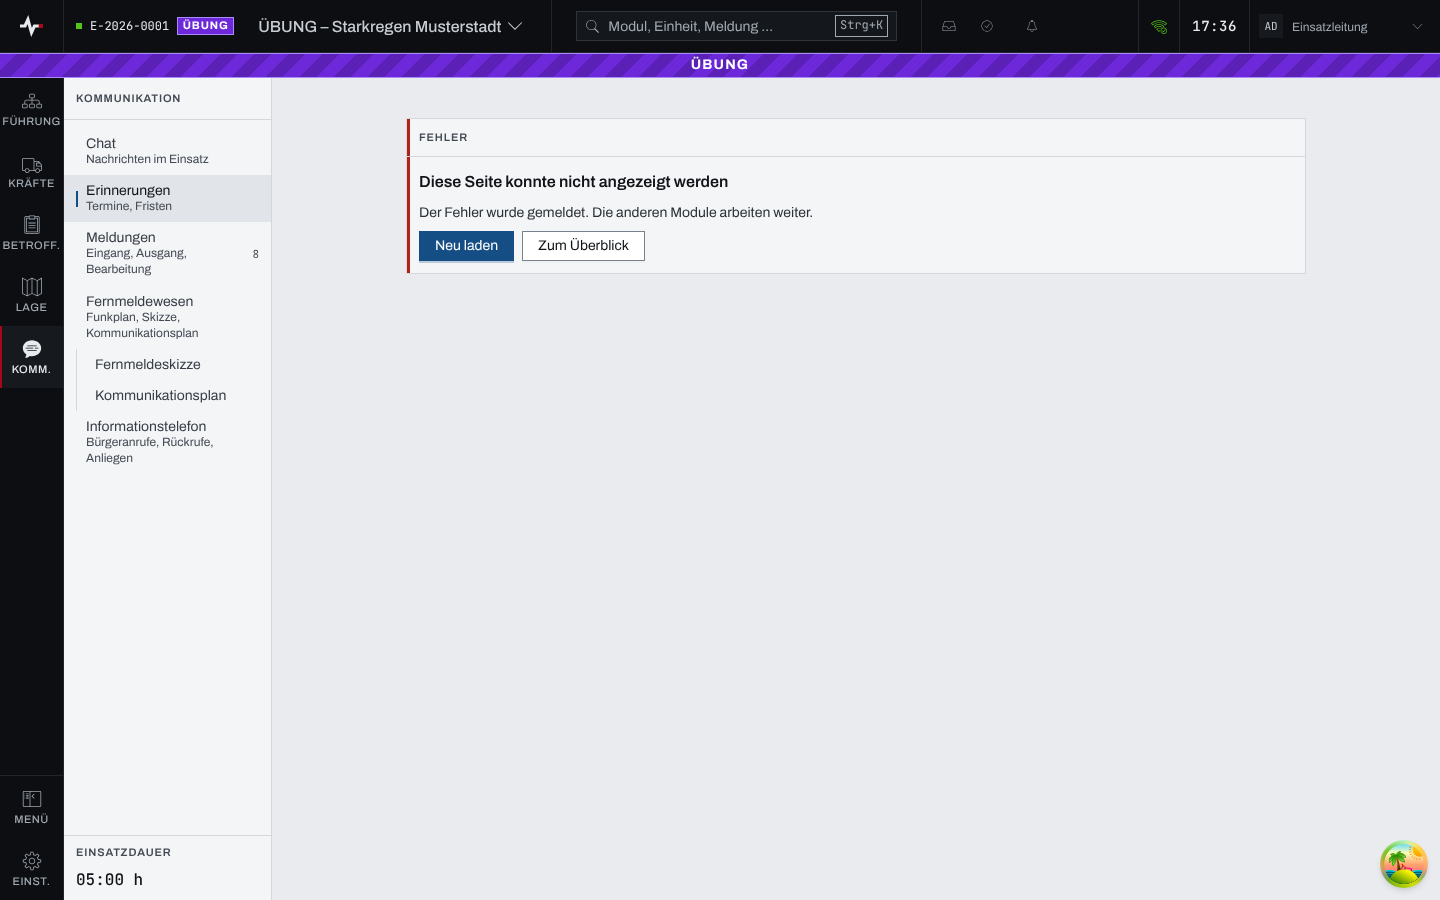 E-2026-0001 ÜBUNG ÜBUNG – Starkregen Musterstadt Modul, Einheit, Meldung ... Strg+K 17:36 AD Einsatzleitung
ÜBUNG
FÜHRUNG
KRÄFTE
BETROFF.
LAGE
KOMM.
MENÜ
EINST.
KOMMUNIKATION
Chat
Nachrichten im Einsatz
Erinnerungen
Termine, Fristen
Meldungen
Eingang, Ausgang,
Bearbeitung
8
Fernmeldewesen
Funkplan, Skizze,
Kommunikationsplan
Fernmeldeskizze
Kommunikationsplan
Informationstelefon
Bürgeranrufe, Rückrufe,
Anliegen
EINSATZDAUER
05:00 h
FEHLER
Diese Seite konnte nicht angezeigt werden
Der Fehler wurde gemeldet. Die anderen Module arbeiten weiter.
Neu laden Zum Überblick